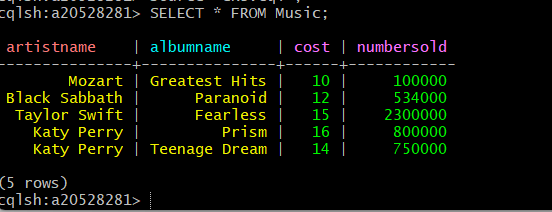 cqlsh:a20528281> SELECT * FROM Music;
artistname | albumname | cost | numbersold
---------------+----------------+------+------------
Mozart | Greatest Hits | 10 | 100000
Black Sabbath | Paranoid | 12 | 534000
Taylor Swift | Fearless | 15 | 2300000
Katy Perry | Prism | 16 | 800000
Katy Perry | Teenage Dream | 14 | 750000
(5 rows)
cqlsh:a20528281>